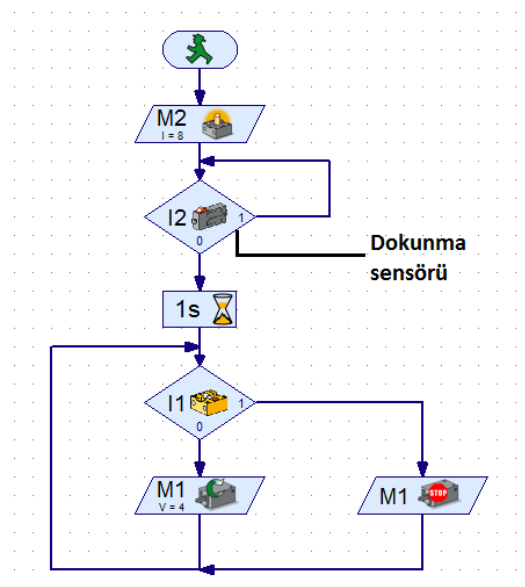 M2
I = 8
I2
1
0
Dokunma
sensörü
1s
I1
1
0
M1
V = 4
M1
STOP